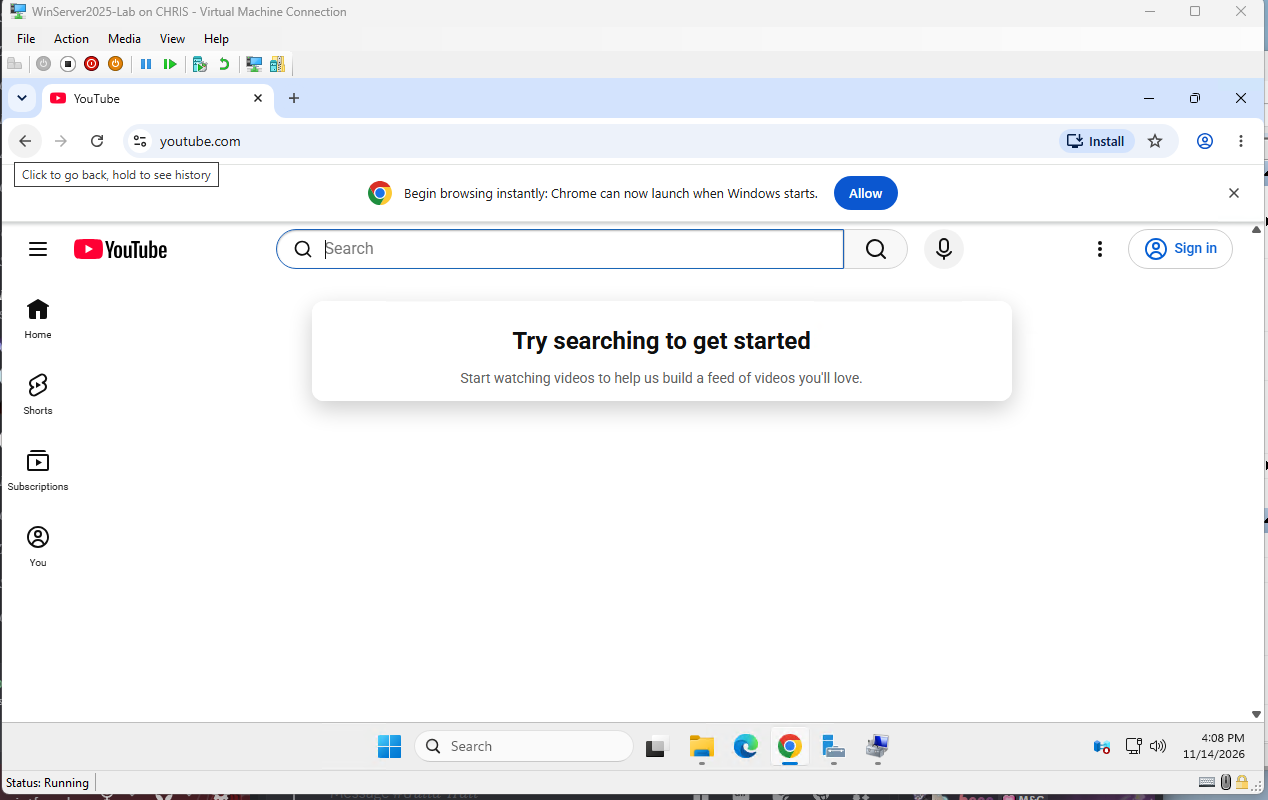 WinServer2025-Lab on CHRIS - Virtual Machine Connection
File Action Media View Help
YouTube
youtube.com
Install
Click to go back, hold to see history
Begin browsing instantly: Chrome can now launch when Windows starts.
Allow
YouTube
Search
Sign in
Home
Try searching to get started
Start watching videos to help us build a feed of videos you'll love.
Shorts
Subscriptions
You
Search
4:08 PM
11/14/2026
Status: Running